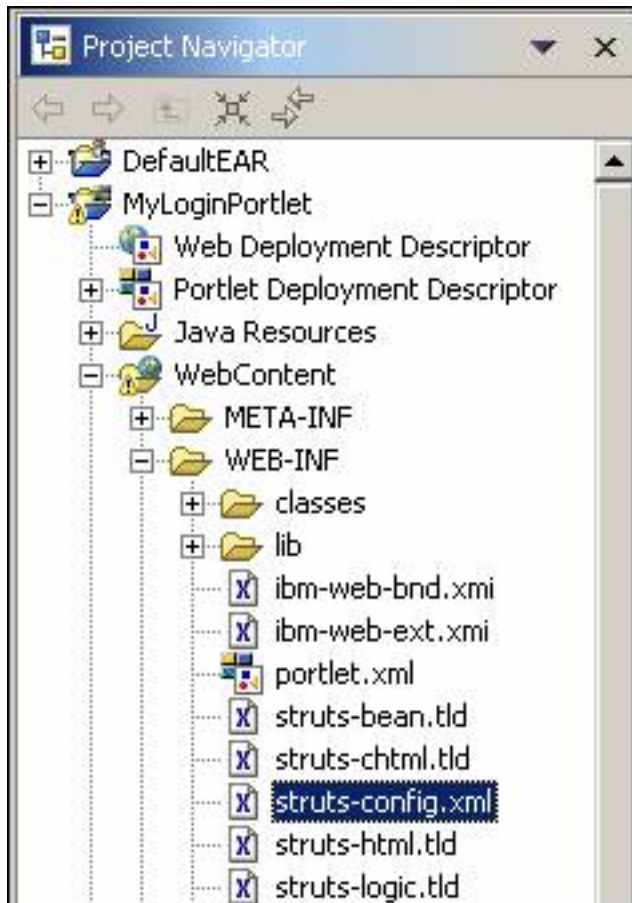 Project Navigator
DefaultEAR
MyLoginPortlet
Web Deployment Descriptor
Portlet Deployment Descriptor
Java Resources
WebContent
META-INF
WEB-INF
classes
lib
ibm-web-bnd.xmi
ibm-web-ext.xmi
portlet.xml
struts-bean.tld
struts-chtml.tld
struts-config.xml
struts-html.tld
struts-logic.tld